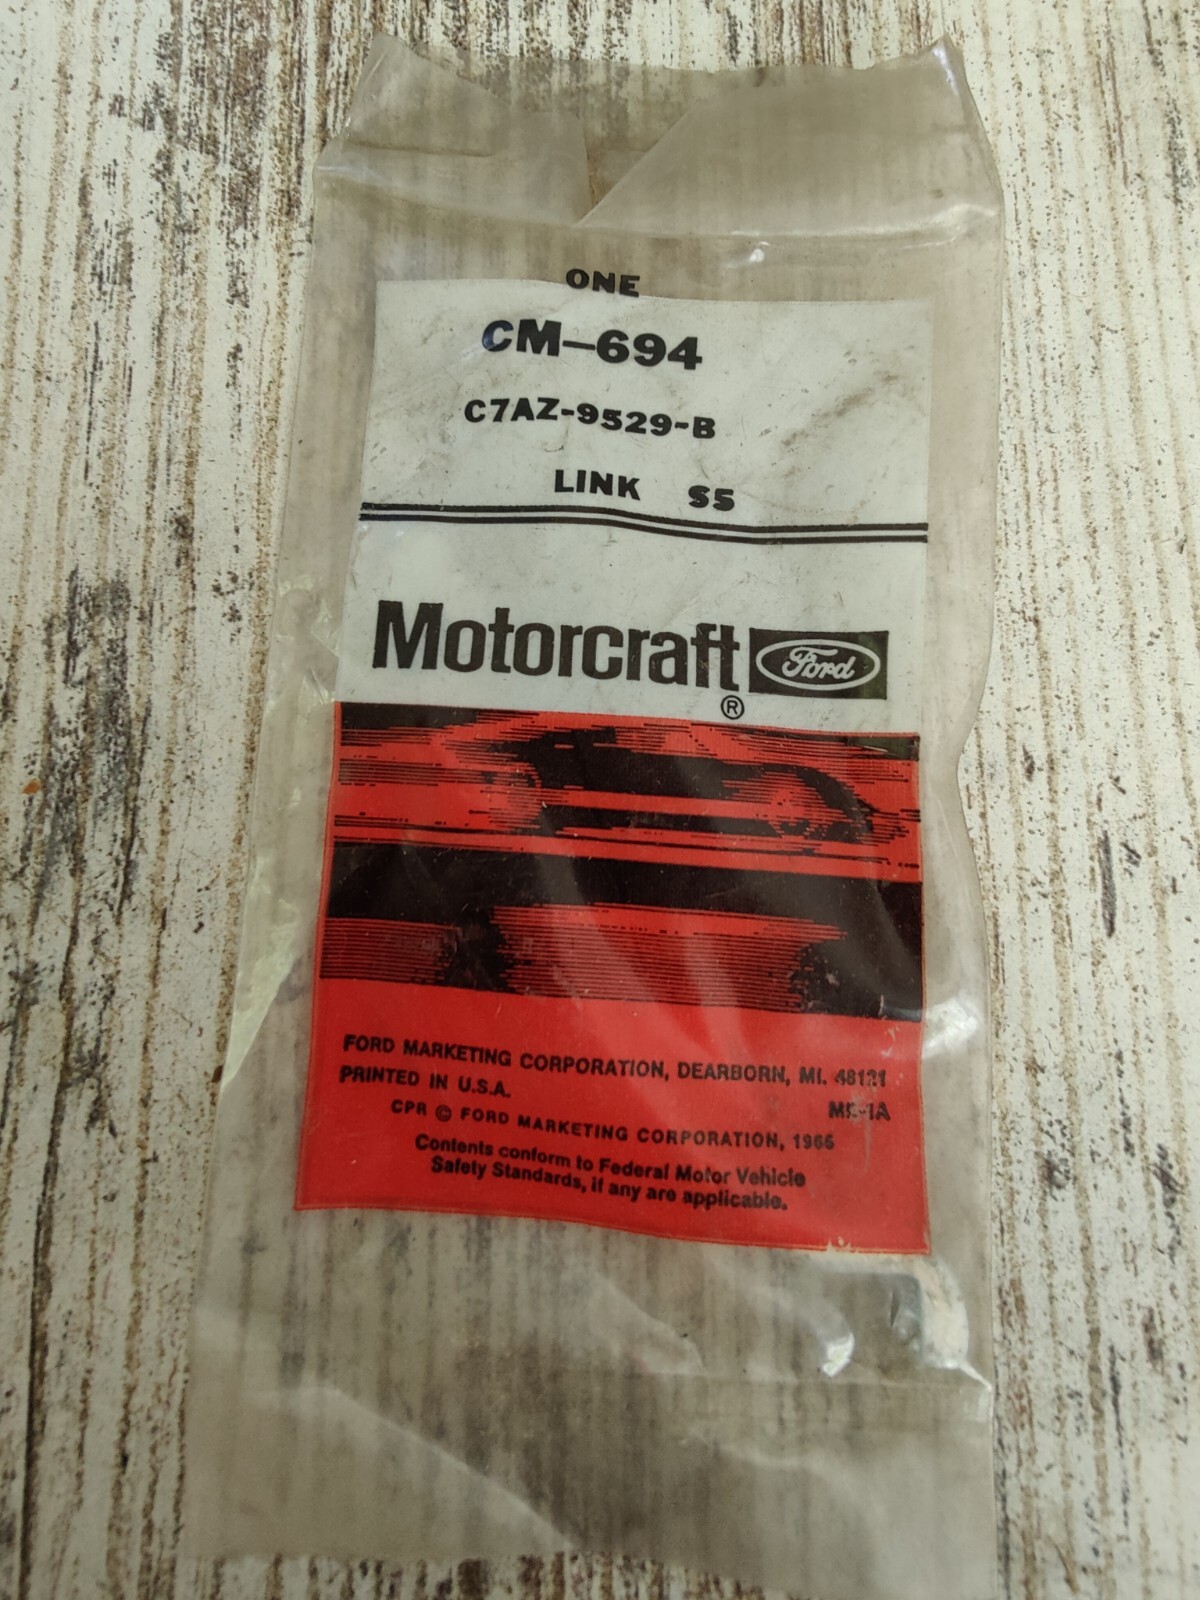 ONE
CM-694
C7AZ-9529-B
LINK S5
Motorcraft Ford
®
FORD MARKETING CORPORATION, DEARBORN, MI. 48121
PRINTED IN U.S.A.
CPR © FORD MARKETING CORPORATION, 1966
Contents conform to Federal Motor Vehicle
Safety Standards, if any are applicable.